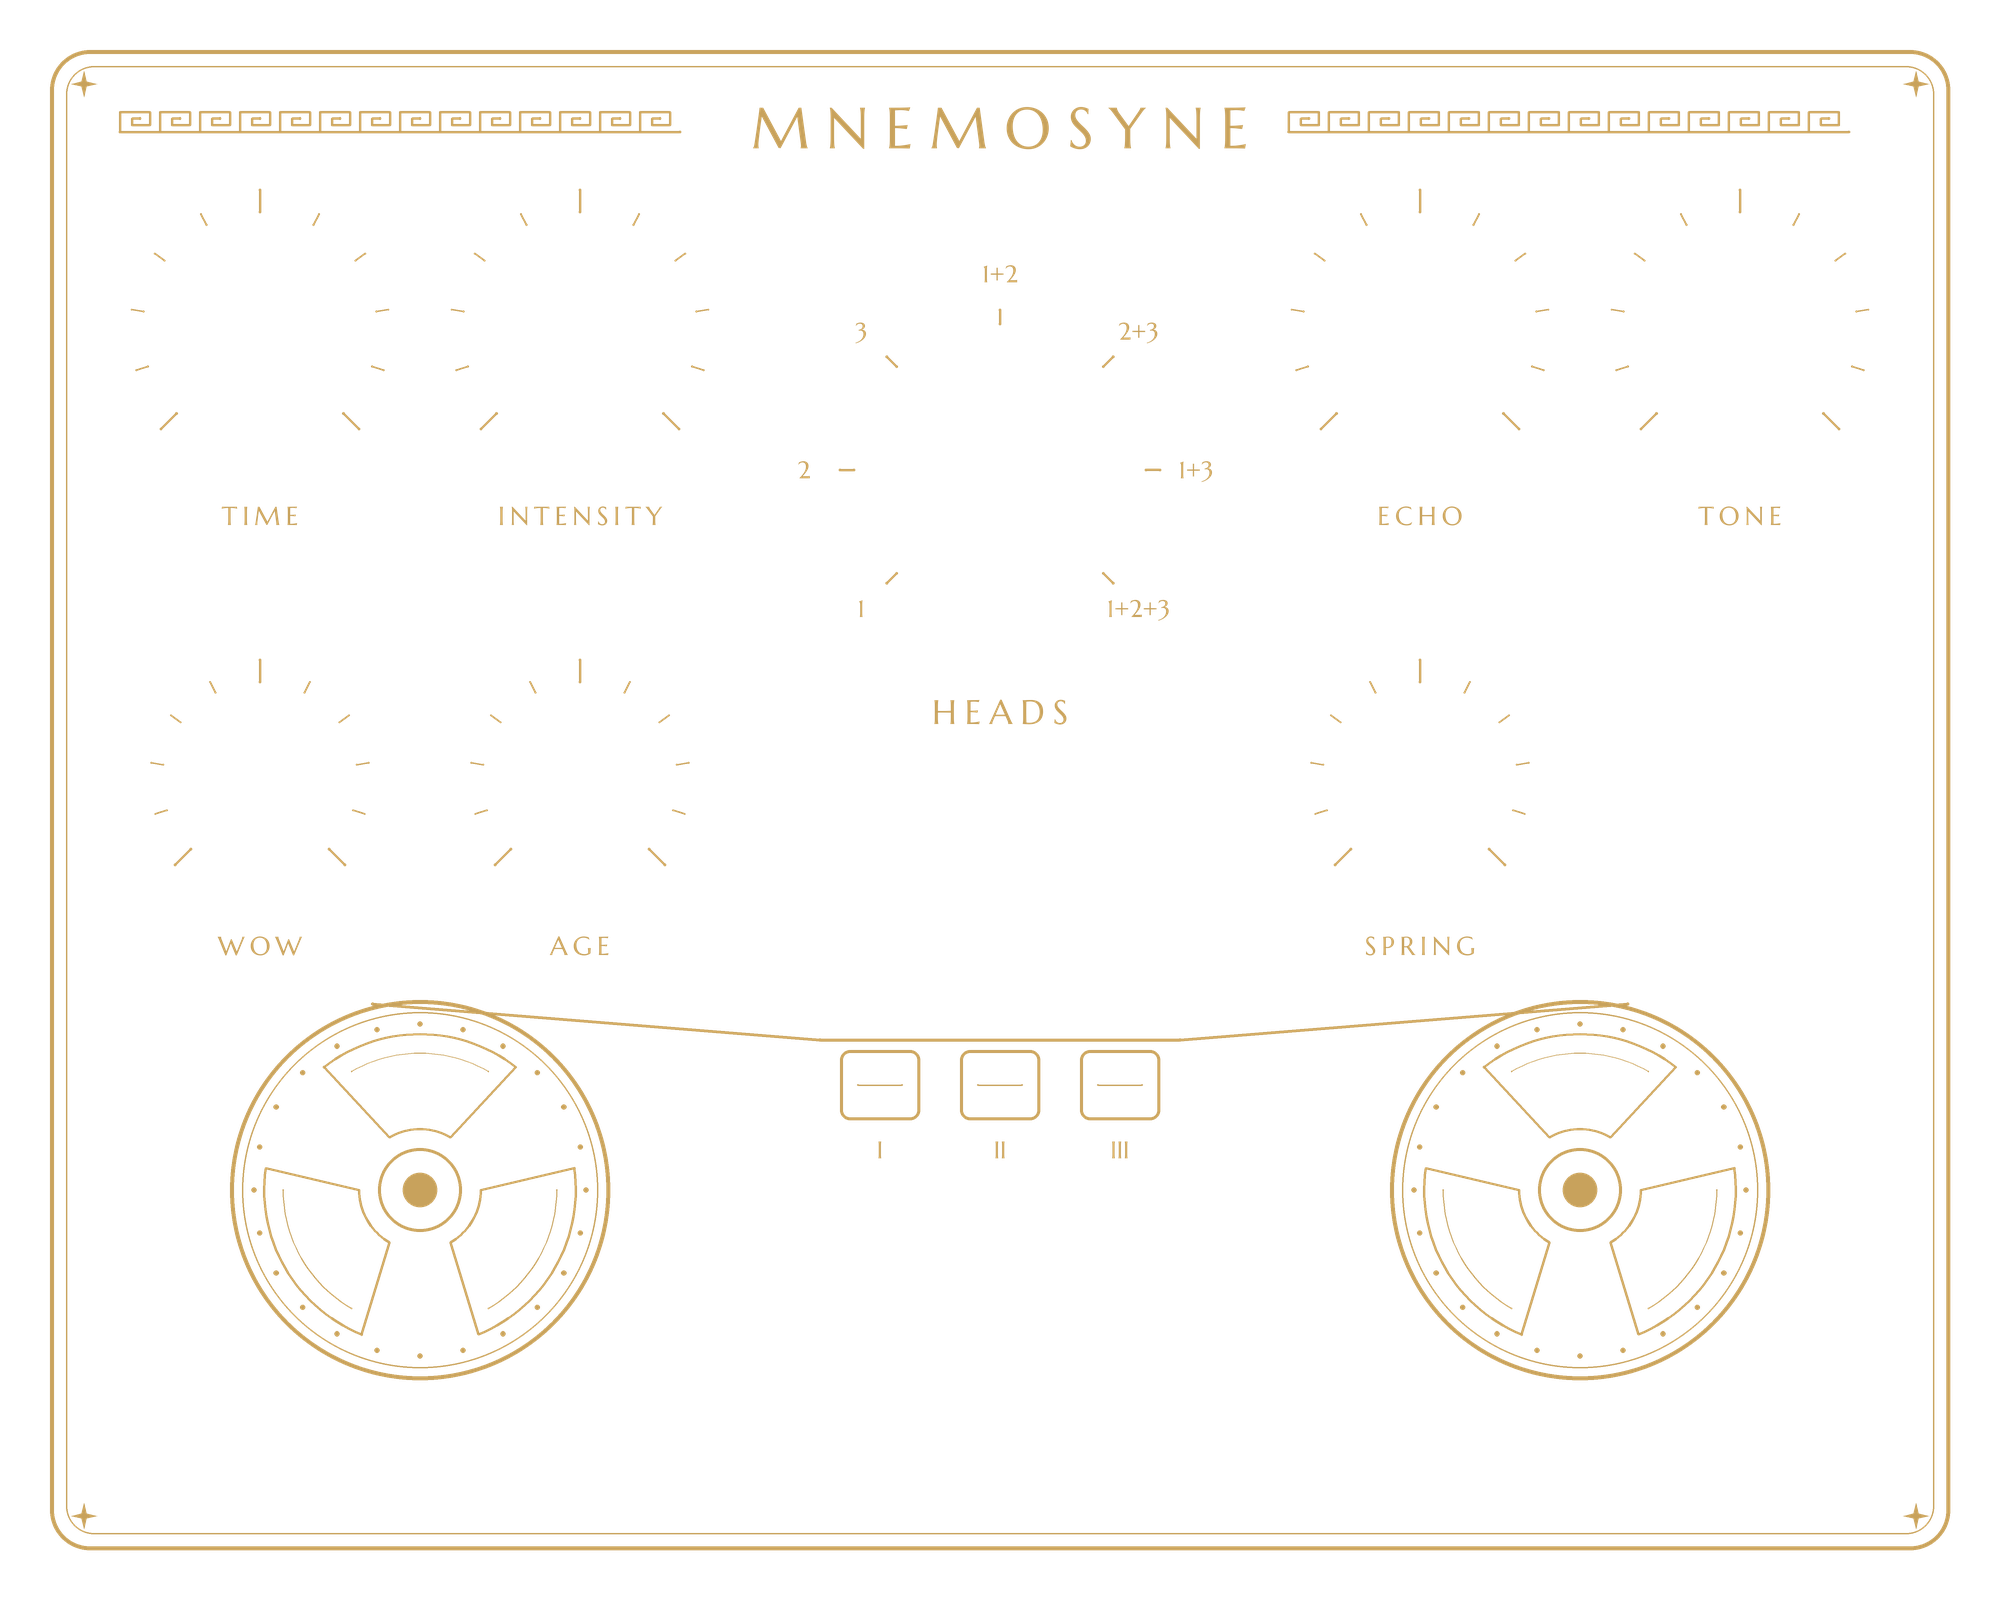 MNEMOSYNE
1+2
3
2+3
2
1+3
TIME
INTENSITY
ECHO
TONE
1
1+2+3
HEADS
WOW
AGE
SPRING
I
II
III